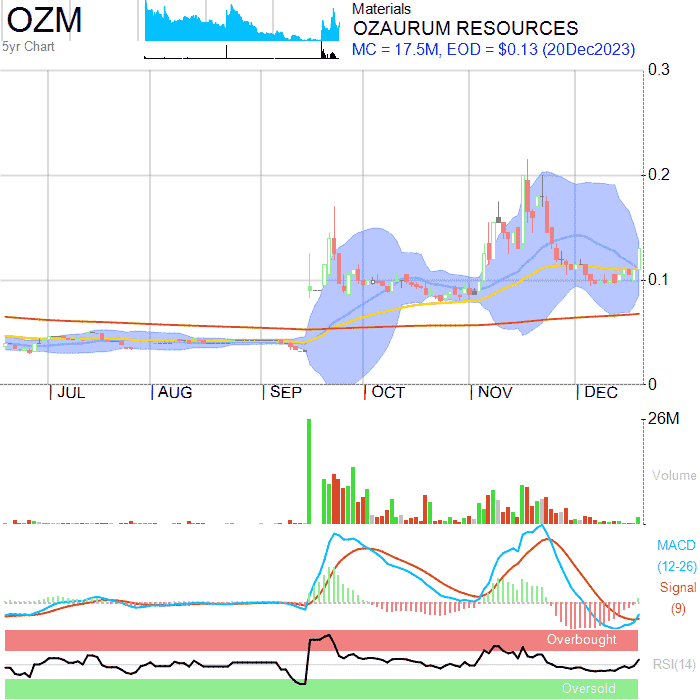 OZM
5yr Chart
Materials
OZAURUM RESOURCES
MC = 17.5M, EOD = $0.13 (20Dec2023)
0.3
0.2
0.1
0
JUL
AUG
SEP
OCT
NOV
DEC
26M
Volume
MACD
(12-26)
Signal
(9)
Overbought
RSI(14)
Oversold